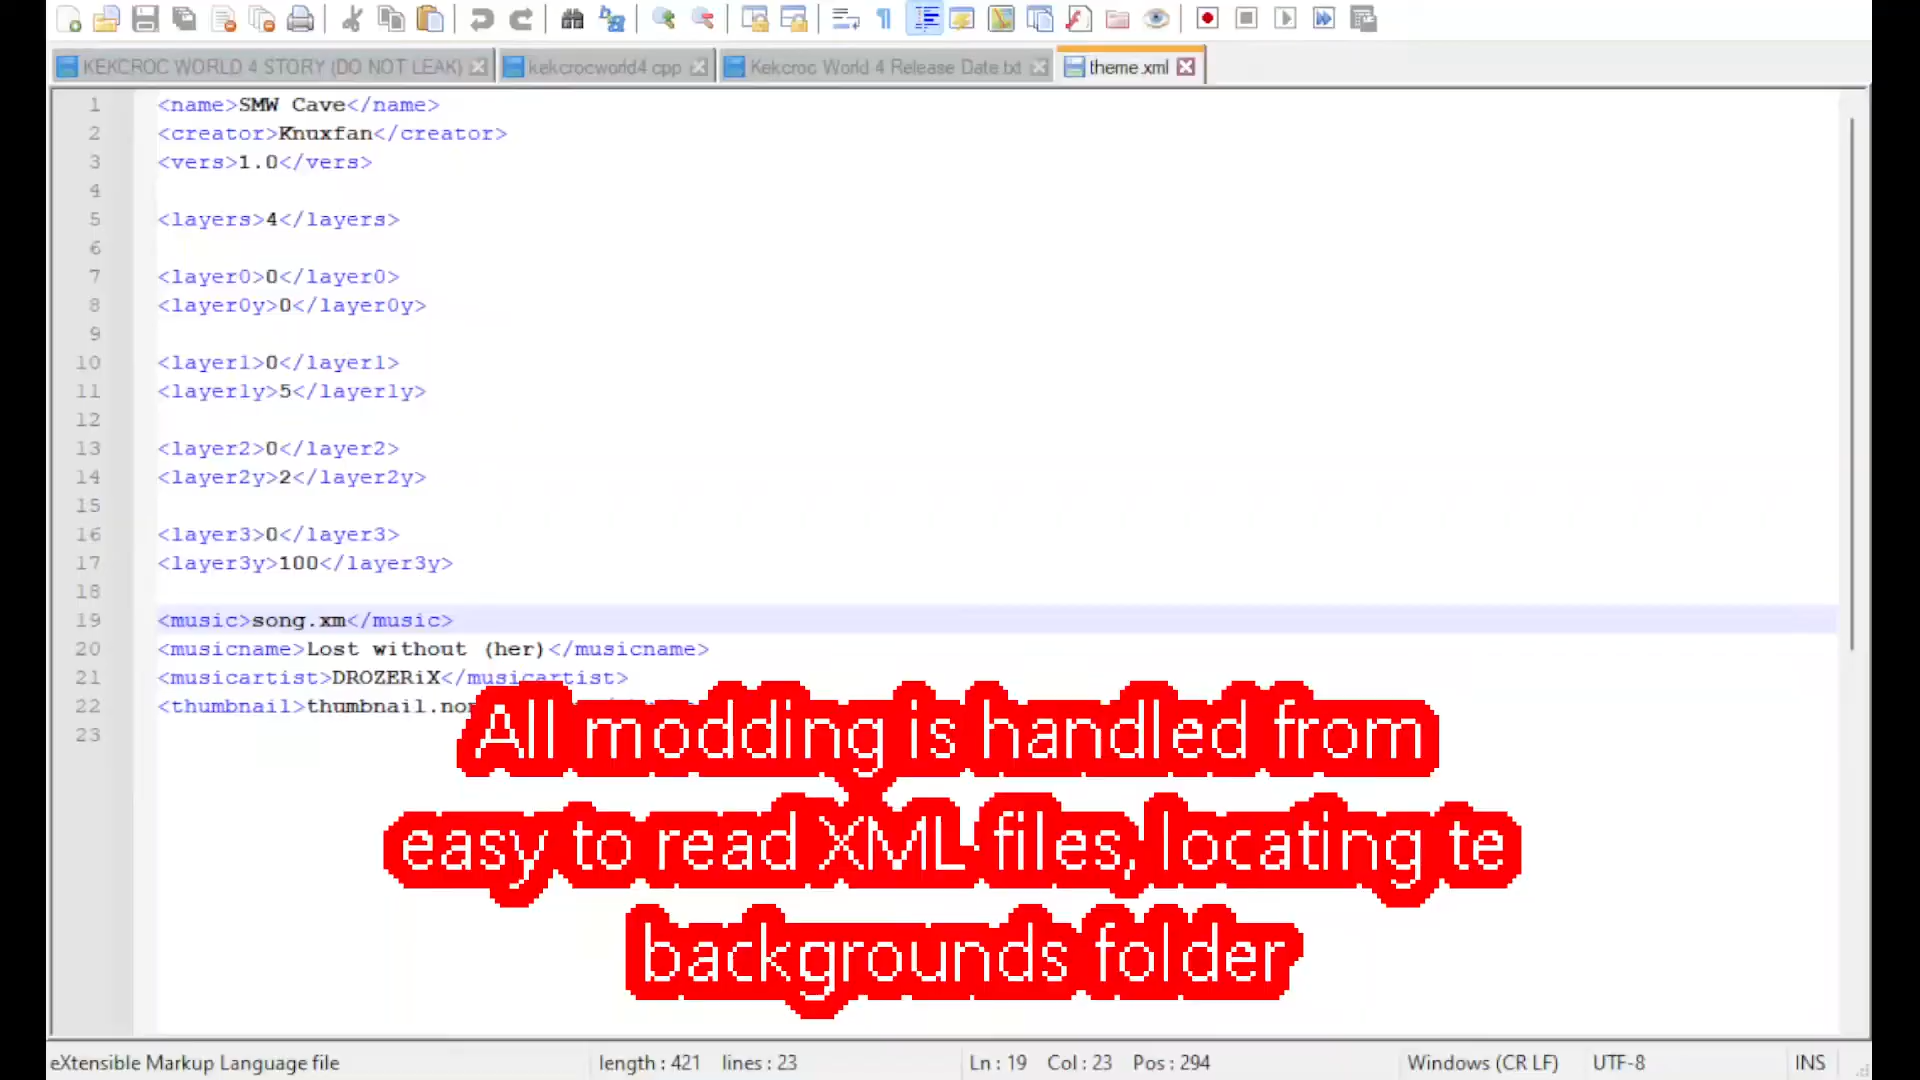 KEKCROC WORLD 4 STORY (DO NOT LEAK)
kekcrocworld4 cpp
Kekcroc World 4 Release Date.txt
theme.xml
1 <name>SMW Cave</name>
2 <creator>Knuxfan</creator>
3 <vers>1.0</vers>
4
5 <layers>4</layers>
6
7 <layer0>0</layer0>
8 <layer0y>0</layer0y>
9
10 <layer1>0</layer1>
11 <layer1y>5</layer1y>
12
13 <layer2>0</layer2>
14 <layer2y>2</layer2y>
15
16 <layer3>0</layer3>
17 <layer3y>100</layer3y>
18
19 <music>song.xm</music>
20 <musicname>Lost without (her)</musicname>
21 <musicartist>DROZERiX</musicartist>
22 <thumbnail>
23
All modding is handled from
easy to read XML files, locating te
backgrounds folder
eXtensible Markup Language file
length : 421 lines : 23
Ln : 19 Col : 23 Pos : 294
Windows (CR LF)
UTF-8
INS